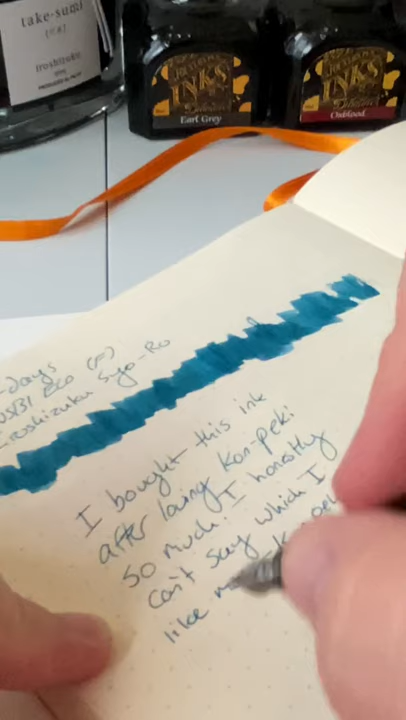 take-sumi
iroshizuku
INKS
Earl Grey
INKS
Oxblood
-days
Eco (F)
Iroshizuku Syo-Ro
I bought this ink
after loving Kon-peki
so much. I honestly
can't say which I
like